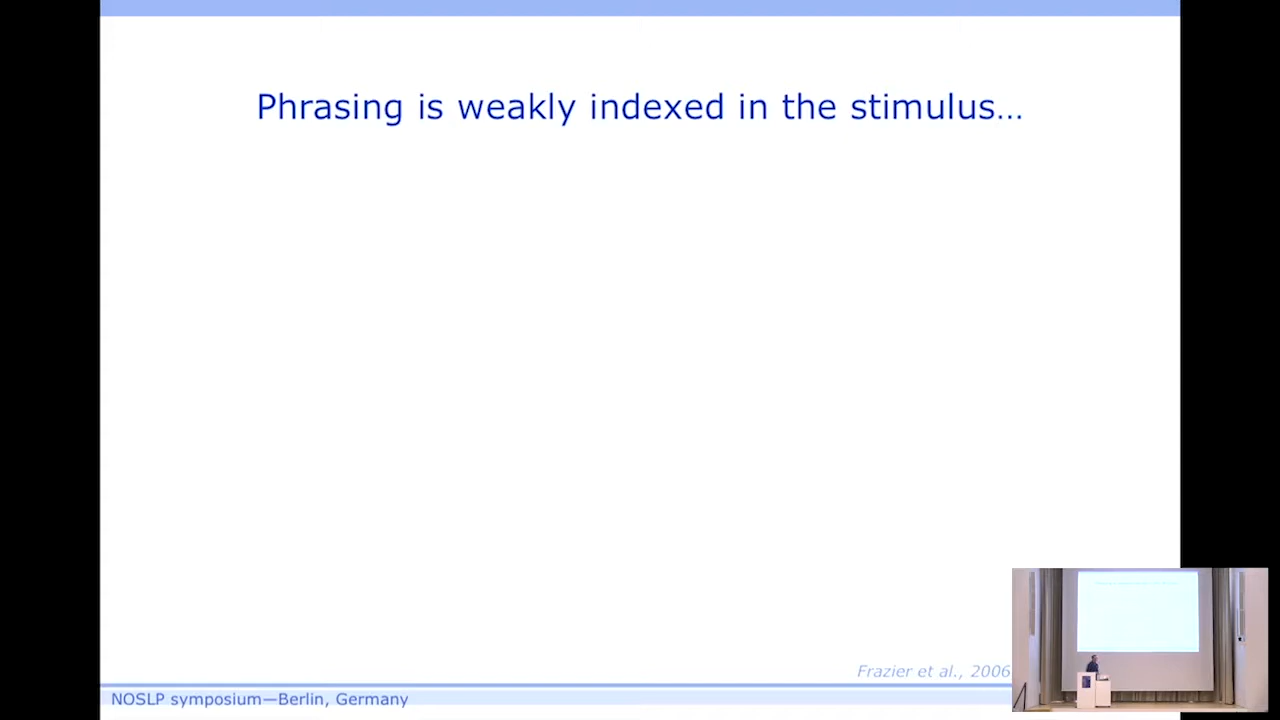 Phrasing is weakly indexed in the stimulus…
Frazier et al., 2006
NOSLP symposium—Berlin, Germany